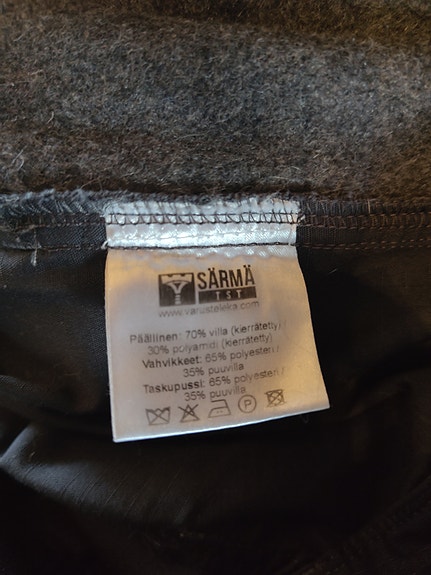 SÄRMÄ
TST
www.varusteleka.com
Päällinen: 70% villa (kierrätetty)
30% polyamidi (kierrätetty)
Vahvikkeet: 65% polyesteri /
35% puuvilla
Taskupussi: 65% polyesteri /
35% puuvilla
P